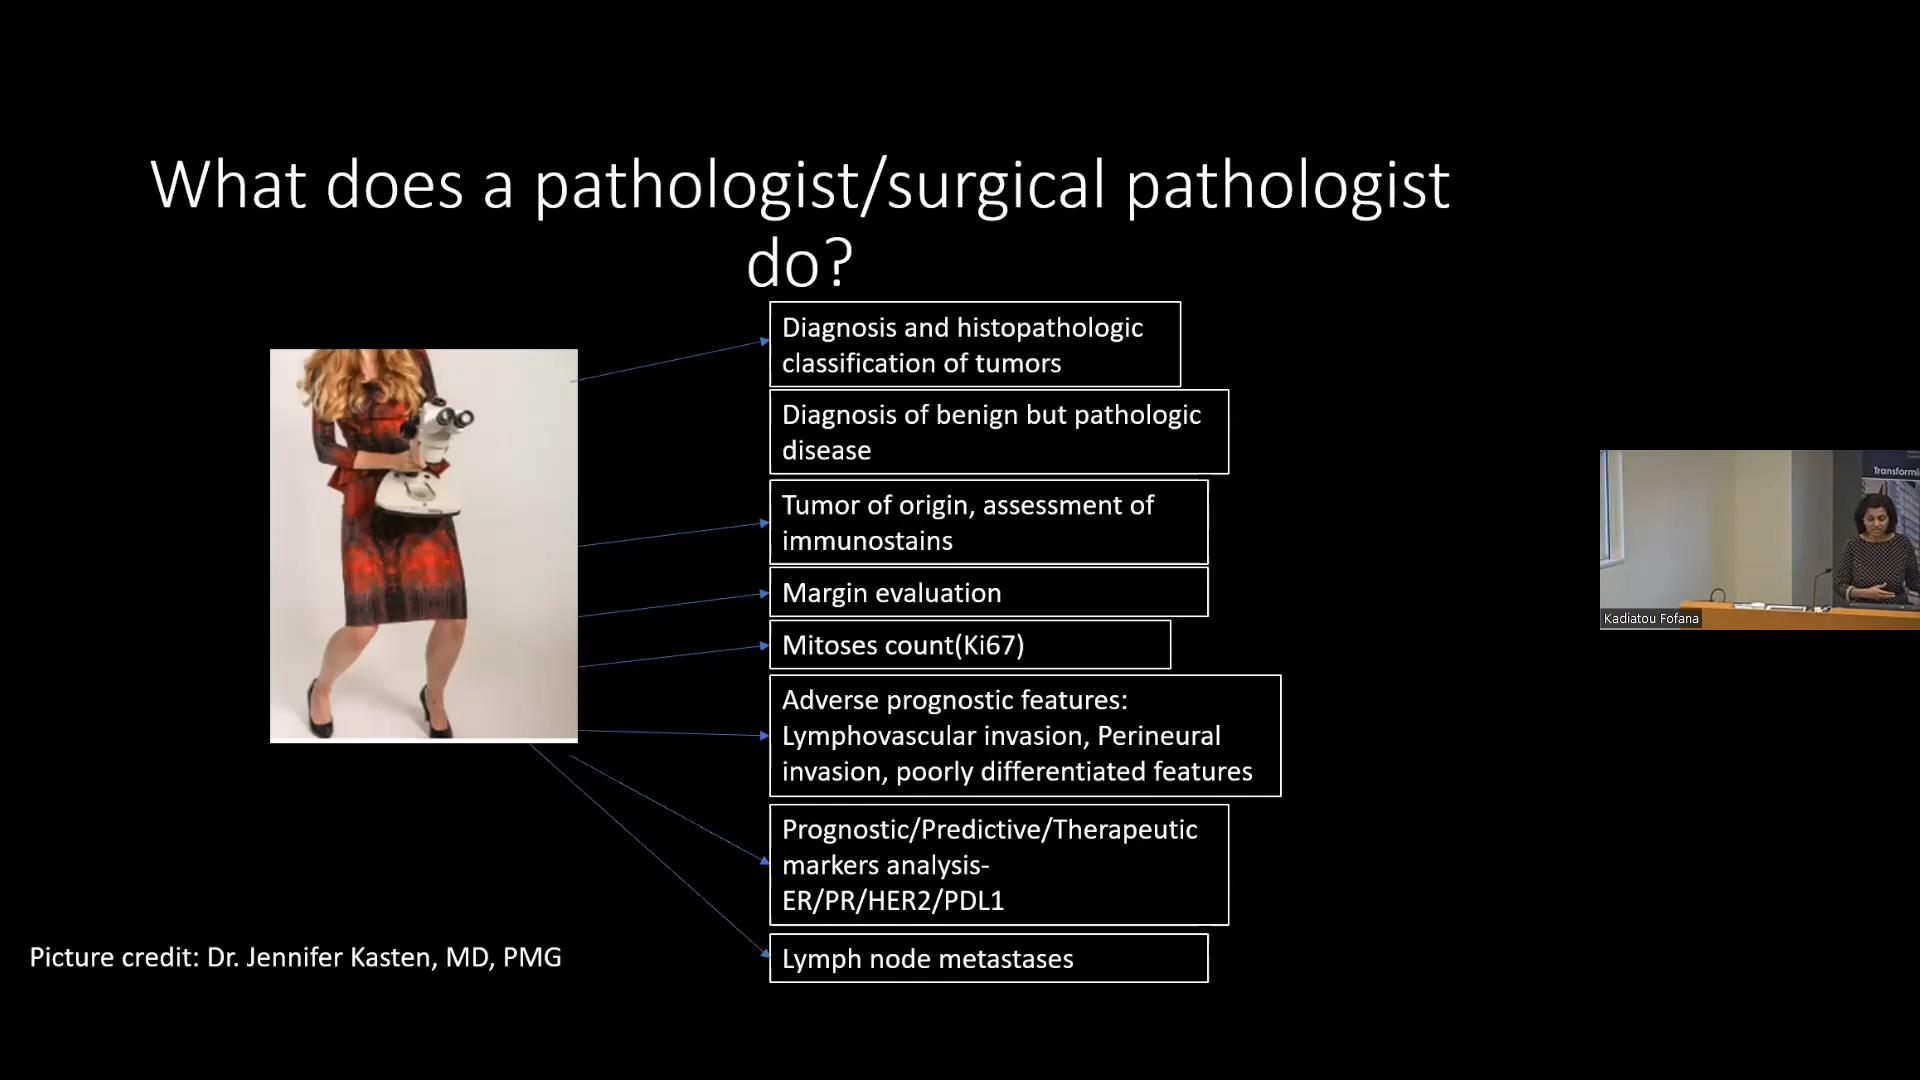 What does a pathologist/surgical pathologist
do?
Diagnosis and histopathologic
classification of tumors
Diagnosis of benign but pathologic
disease
Tumor of origin, assessment of
immunostains
Margin evaluation
Mitoses count(Ki67)
Adverse prognostic features:
Lymphovascular invasion, Perineural
invasion, poorly differentiated features
Prognostic/Predictive/Therapeutic
markers analysis-
ER/PR/HER2/PDL1
Lymph node metastases
Picture credit: Dr. Jennifer Kasten, MD, PMG
Kadiatou Fofana